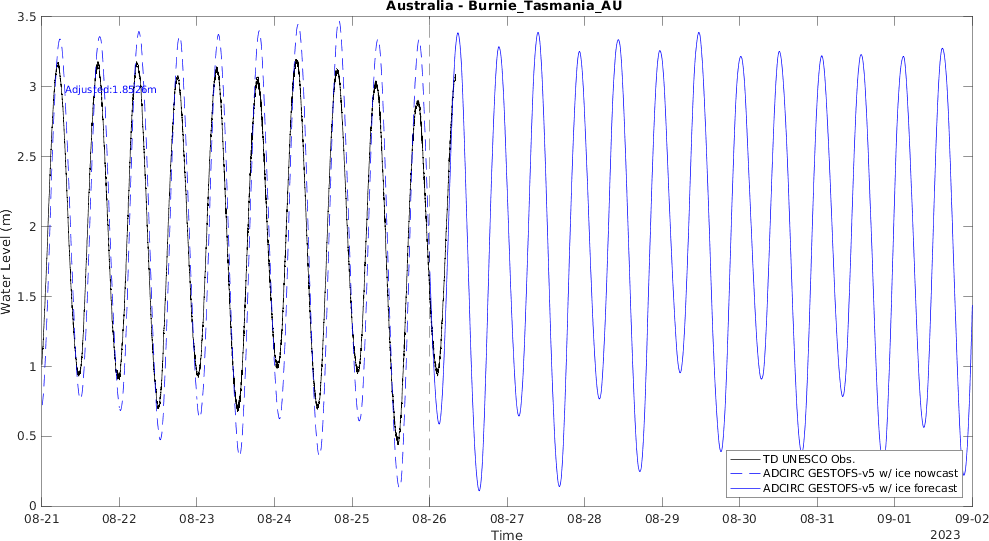 Australia - Burnie_Tasmania_AU
3.5
3
2.5
2
1.5
1
0.5
0
Water Level (m)
Adjusted:1.8526m
TD UNESCO Obs.
ADCIRC GESTOFS-v5 w/ ice nowcast
ADCIRC GESTOFS-v5 w/ ice forecast
08-21 08-22 08-23 08-24 08-25 08-26 08-27 08-28 08-29 08-30 08-31 09-01 09-02
Time
2023